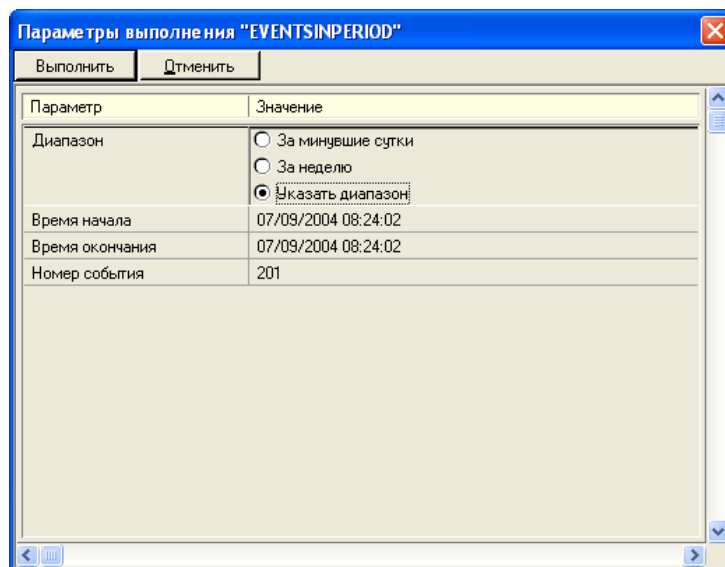 Параметры выполнения "EVENTSINPERIOD"
Выполнить Отменить
Параметр Значение
Диапазон За минувшие сутки
За неделю
Указать диапазон
Время начала 07/09/2004 08:24:02
Время окончания 07/09/2004 08:24:02
Номер события 201